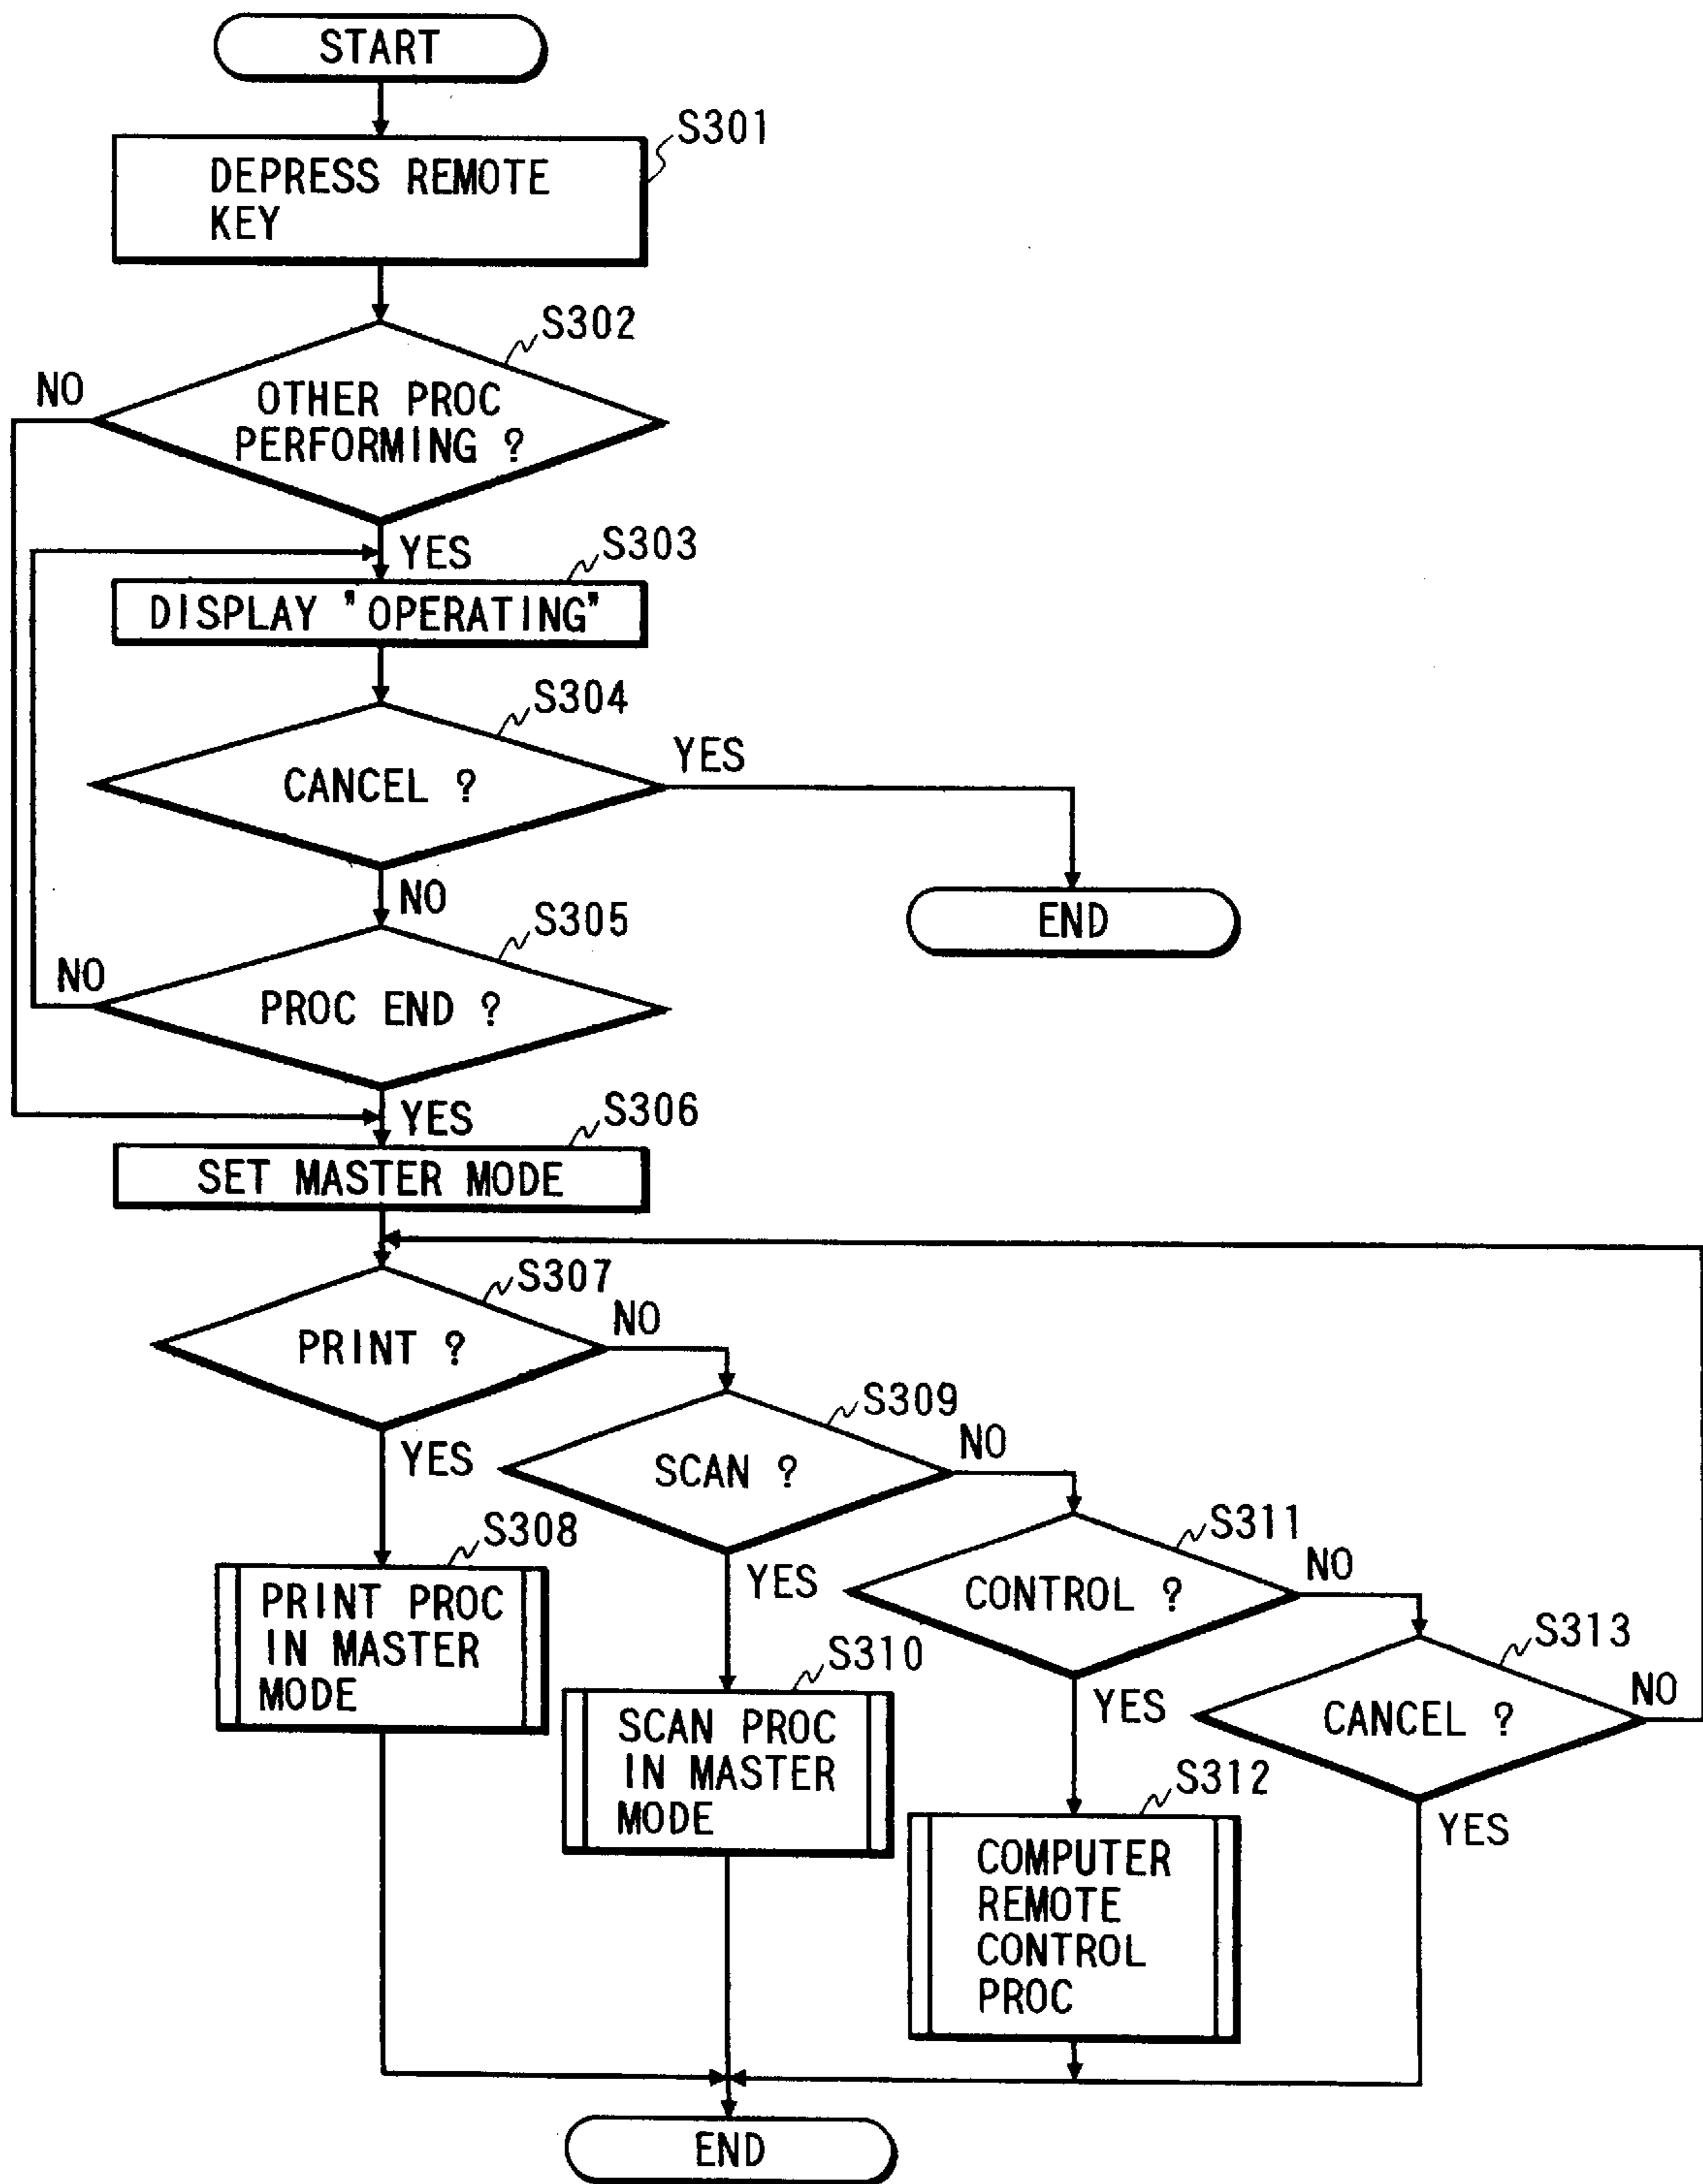 START
S301
DEPRESS REMOTE
KEY
S302
NO
OTHER PROC
PERFORMING ?
YES
S303
DISPLAY "OPERATING"
S304
YES
CANCEL ?
NO
END
S305
NO
PROC END ?
YES
S306
SET MASTER MODE
S307
NO
PRINT ?
YES
S309
NO
SCAN ?
YES
S308
PRINT PROC
IN MASTER
MODE
S311
NO
CONTROL ?
YES
S310
SCAN PROC
IN MASTER
MODE
S313
NO
CANCEL ?
YES
S312
COMPUTER
REMOTE
CONTROL
PROC
END